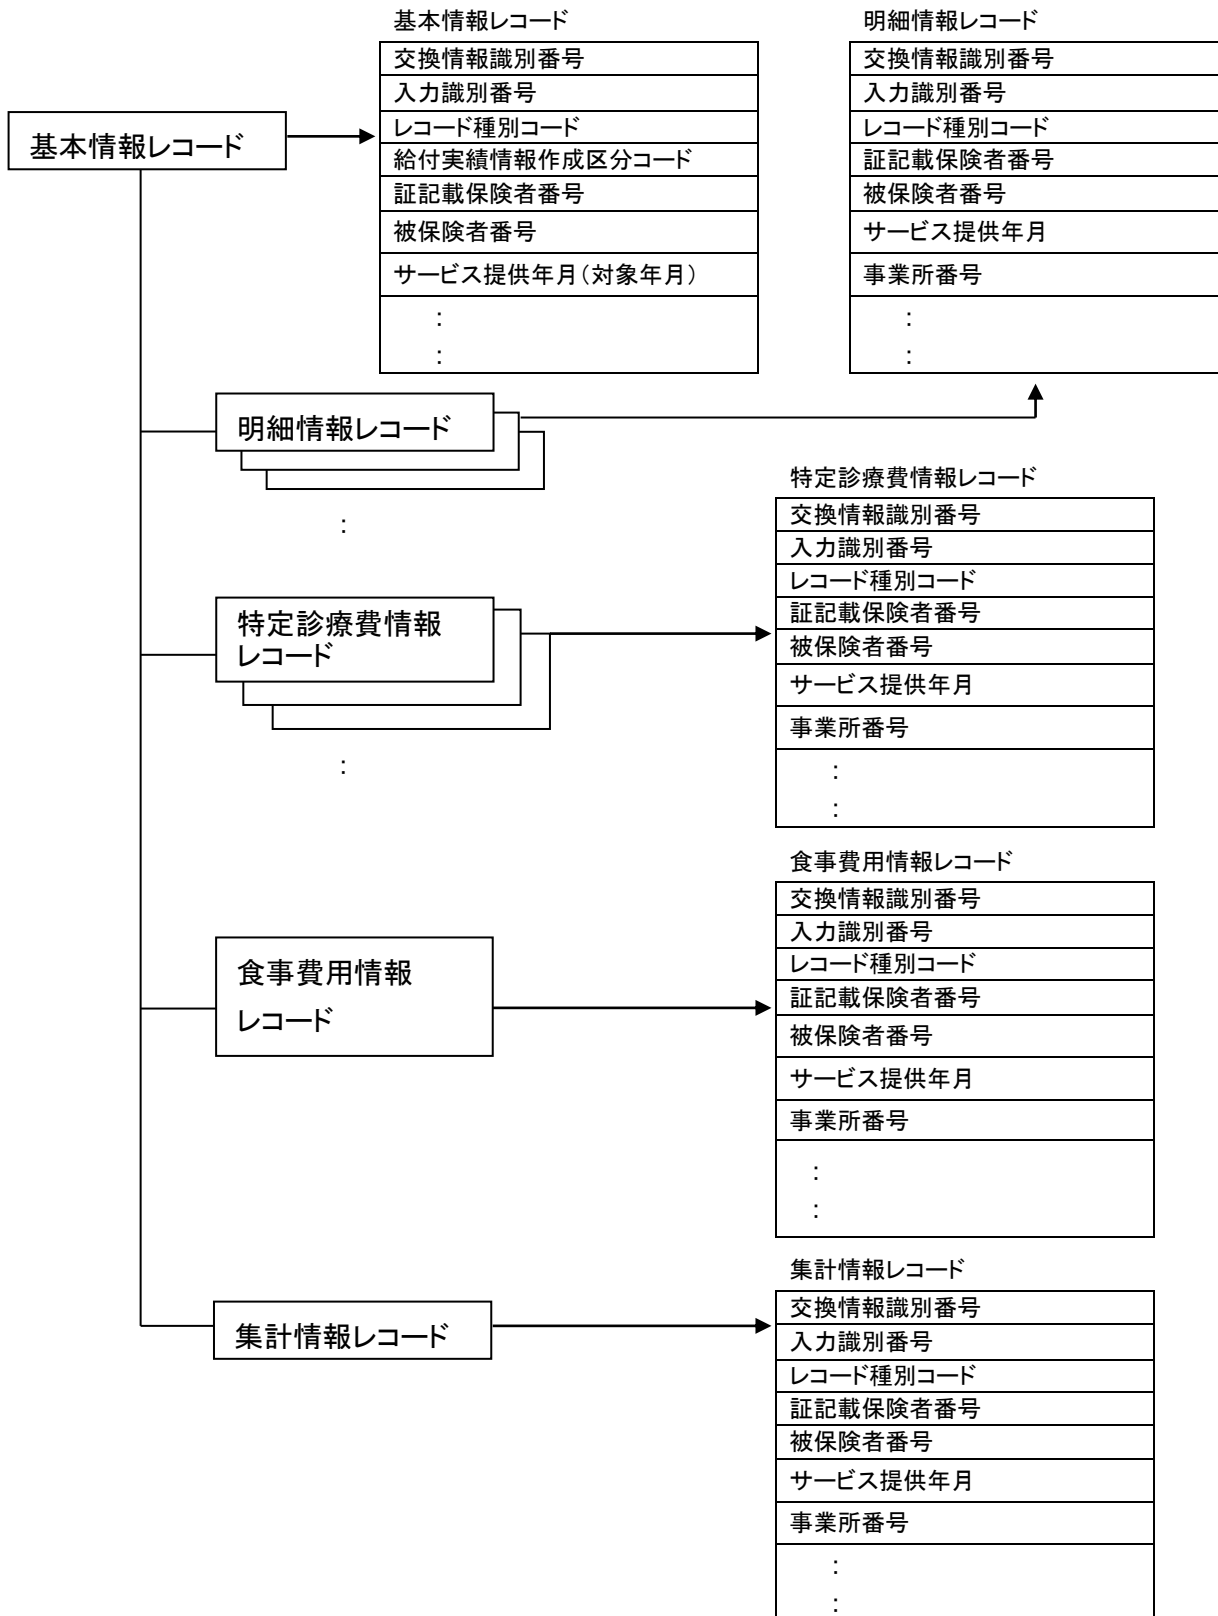 基本情報レコード
基本情報レコード
交換情報識別番号
入力識別番号
レコード種別コード
給付実績情報作成区分コード
証記載保険者番号
被保険者番号
サービス提供年月(対象年月)
:
:
明細情報レコード
交換情報識別番号
入力識別番号
レコード種別コード
証記載保険者番号
被保険者番号
サービス提供年月
事業所番号
:
:
明細情報レコード
:
特定診療費情報
レコード
:
特定診療費情報レコード
交換情報識別番号
入力識別番号
レコード種別コード
証記載保険者番号
被保険者番号
サービス提供年月
事業所番号
:
:
食事費用情報
レコード
食事費用情報レコード
交換情報識別番号
入力識別番号
レコード種別コード
証記載保険者番号
被保険者番号
サービス提供年月
事業所番号
:
:
集計情報レコード
集計情報レコード
交換情報識別番号
入力識別番号
レコード種別コード
証記載保険者番号
被保険者番号
サービス提供年月
事業所番号
:
: